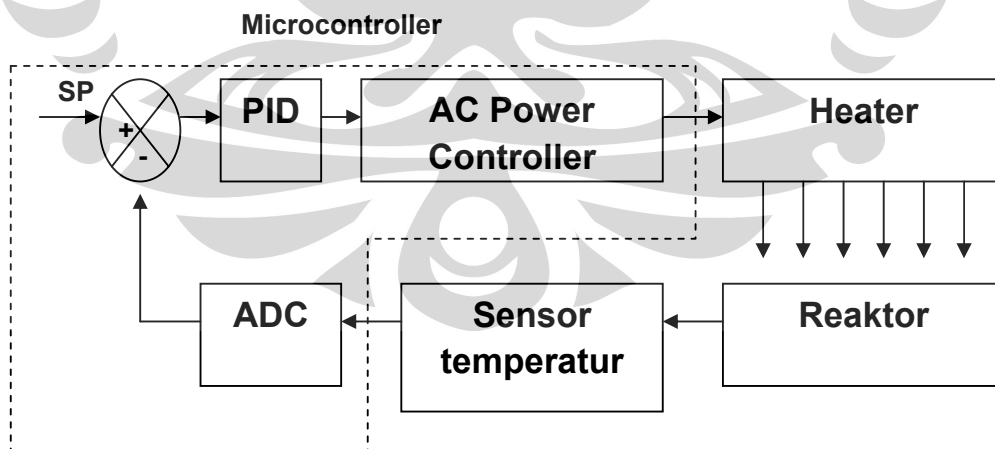 Microcontroller
SP
+
-
PID
AC Power
Controller
Heater
ADC
Sensor
temperatur
Reaktor